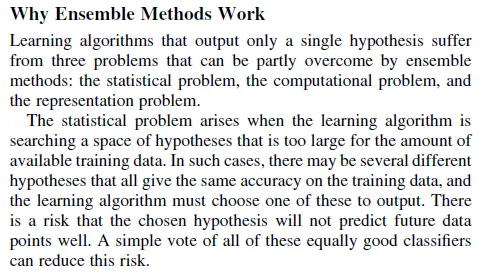 Why Ensemble Methods Work
Learning algorithms that output only a single hypothesis suffer
from three problems that can be partly overcome by ensemble
methods: the statistical problem, the computational problem, and
the representation problem.
The statistical problem arises when the learning algorithm is
searching a space of hypotheses that is too large for the amount of
available training data. In such cases, there may be several different
hypotheses that all give the same accuracy on the training data, and
the learning algorithm must choose one of these to output. There
is a risk that the chosen hypothesis will not predict future data
points well. A simple vote of all of these equally good classifiers
can reduce this risk.